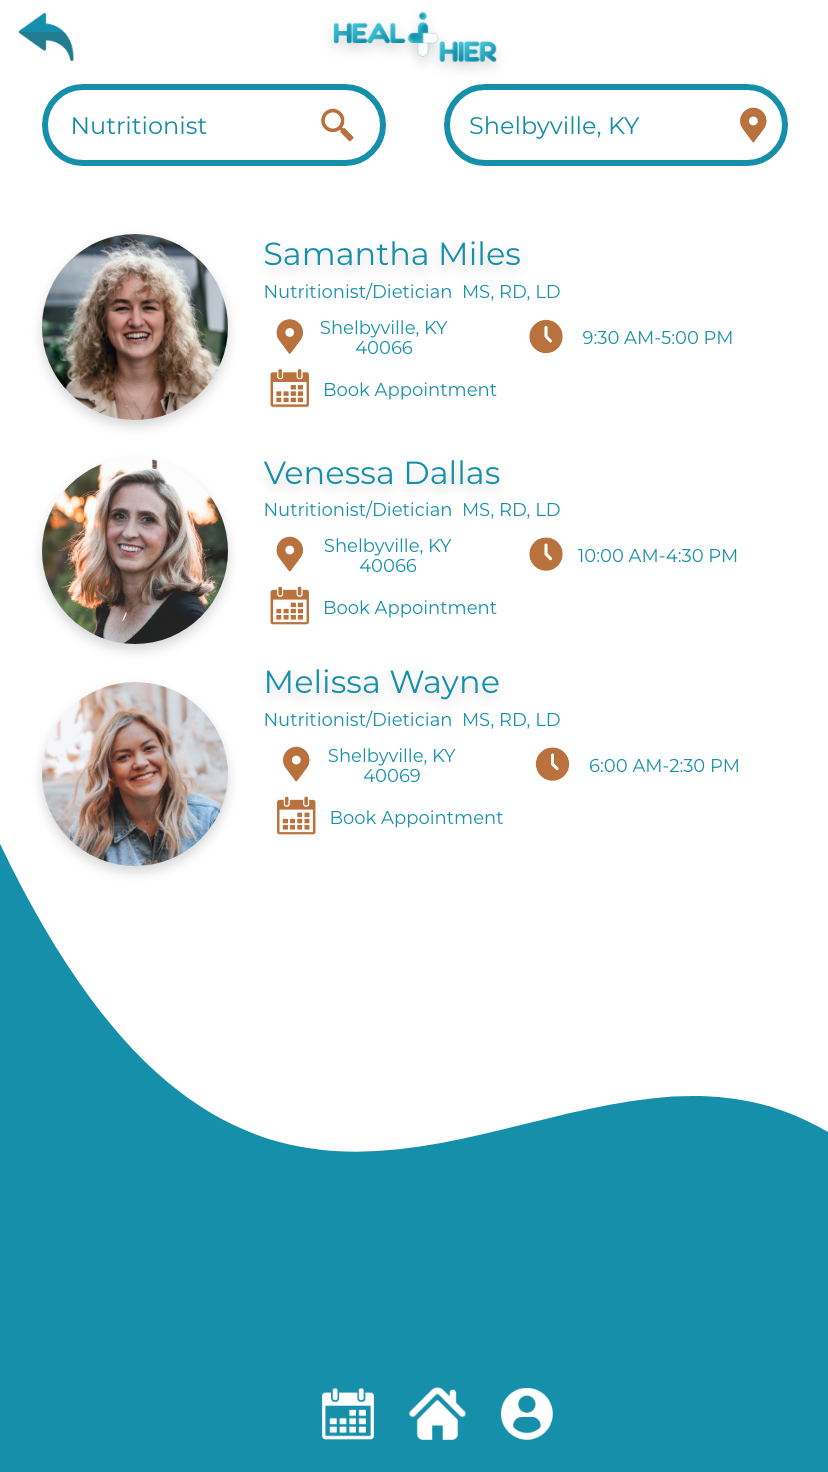 HEALTHIER
Nutritionist
Shelbyville, KY
Samantha Miles
Nutritionist/Dietician  MS, RD, LD
Shelbyville, KY
40066
9:30 AM-5:00 PM
Book Appointment
Venessa Dallas
Nutritionist/Dietician  MS, RD, LD
Shelbyville, KY
40066
10:00 AM-4:30 PM
Book Appointment
Melissa Wayne
Nutritionist/Dietician  MS, RD, LD
Shelbyville, KY
40069
6:00 AM-2:30 PM
Book Appointment